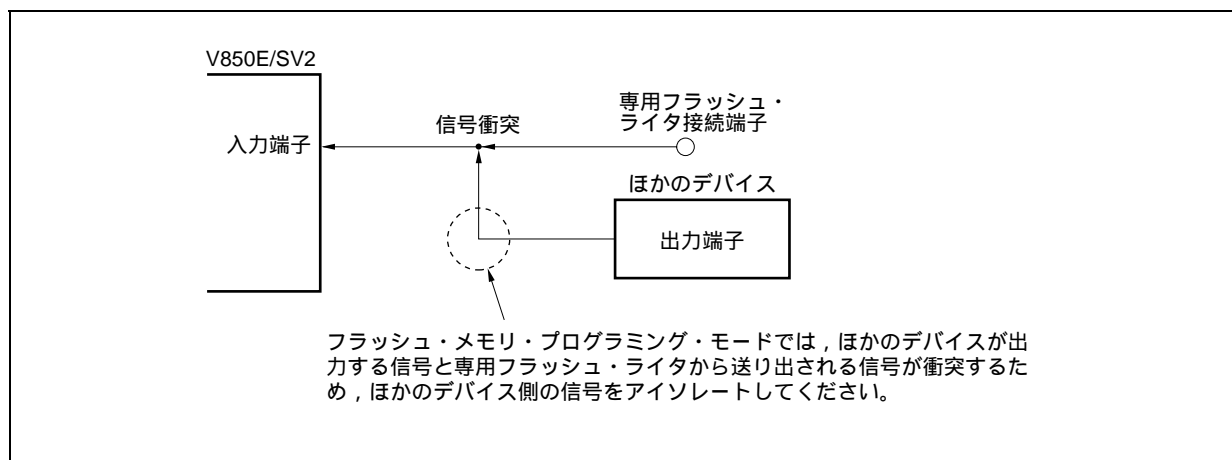 V850E/SV2
専用フラッシュ・
ライタ接続端子
信号衝突
入力端子
ほかのデバイス
出力端子
フラッシュ・メモリ・プログラミング・モードでは，ほかのデバイスが出
力する信号と専用フラッシュ・ライタから送り出される信号が衝突するた
め，ほかのデバイス側の信号をアイソレートしてください。